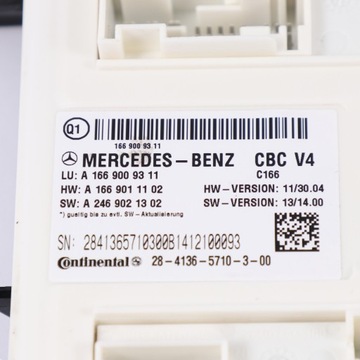 Q1
166 900 93 11
MERCEDES-BENZ CBC V4
LU: A 166 900 93 11 C166
HW: A 166 901 11 02 HW-VERSION: 11/30.04
SW: A 246 902 13 02 SW-VERSION: 13/14.00
*) gueltig bis zu evtl. SW-Aktualisierung
SN: 28413657103​00B1412100093
Continental 28-4136-5710-3-00